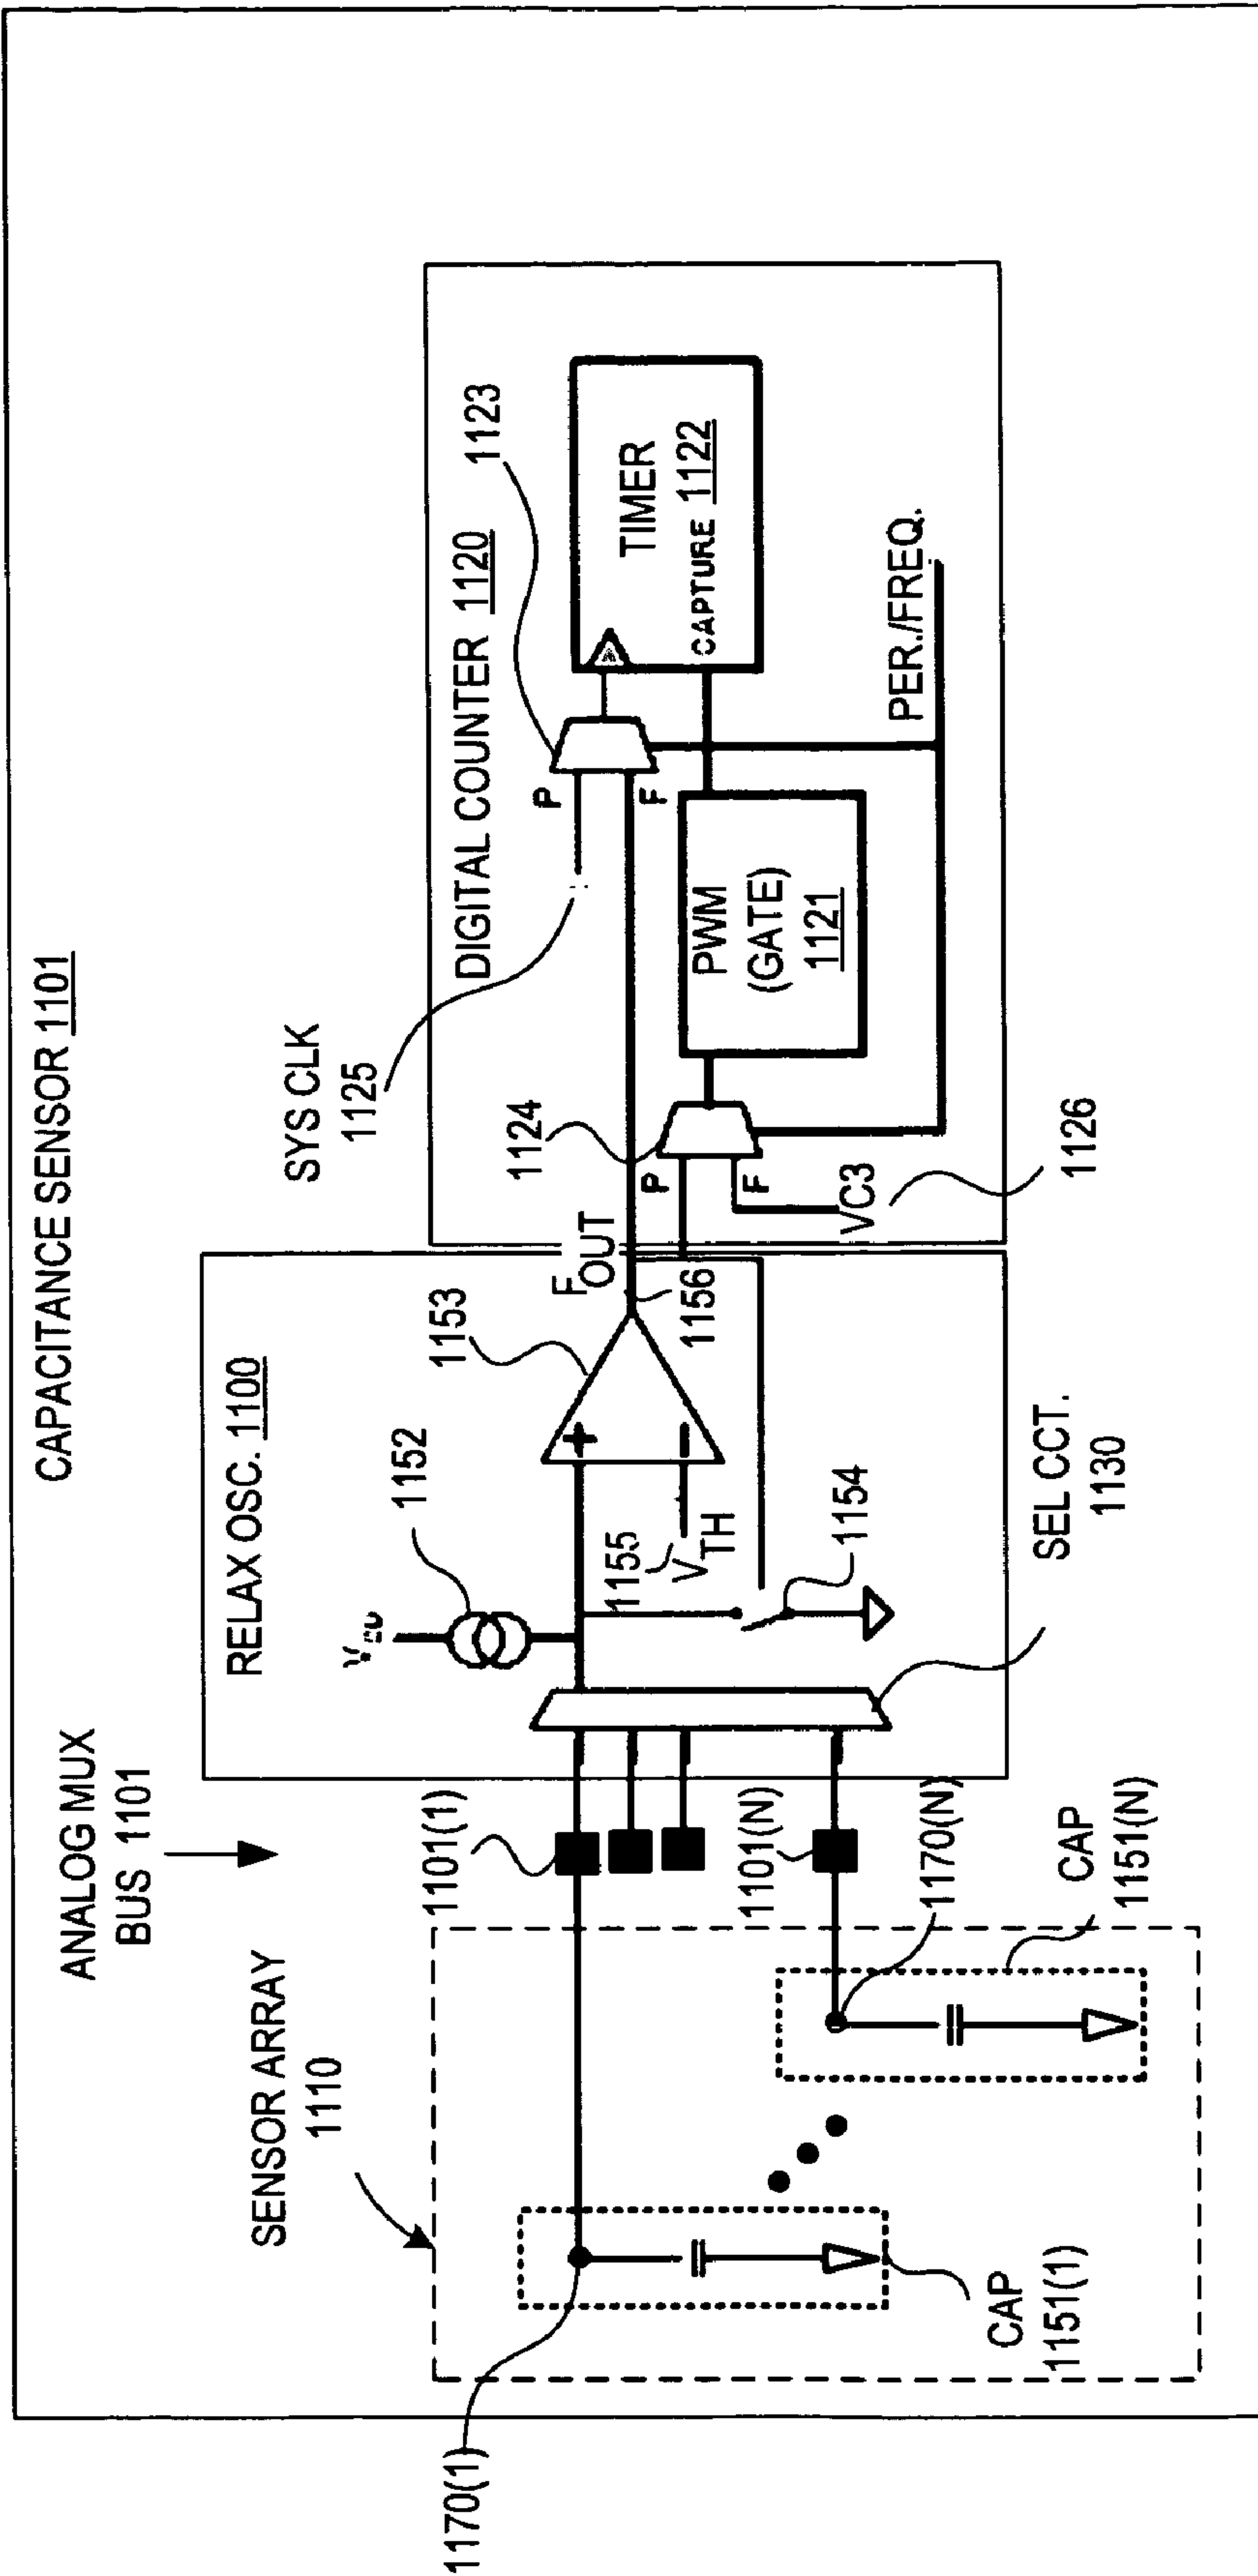 CAPACITANCE SENSOR 1101
ANALOG MUX
BUS 1101
SENSOR ARRAY
1110
1170(1)
CAP
1151(1)
CAP
1151(N)
1170(N)
1101(1)
1101(N)
RELAX OSC. 1100
1152
1153
+
−
1155
VTH
1154
SEL CCT.
1130
FOUT
1156
SYS CLK
1125
DIGITAL COUNTER 1120
1123
P
F
TIMER
CAPTURE 1122
1124
P
F
VC3
1126
PWM
(GATE)
1121
PER./FREQ.